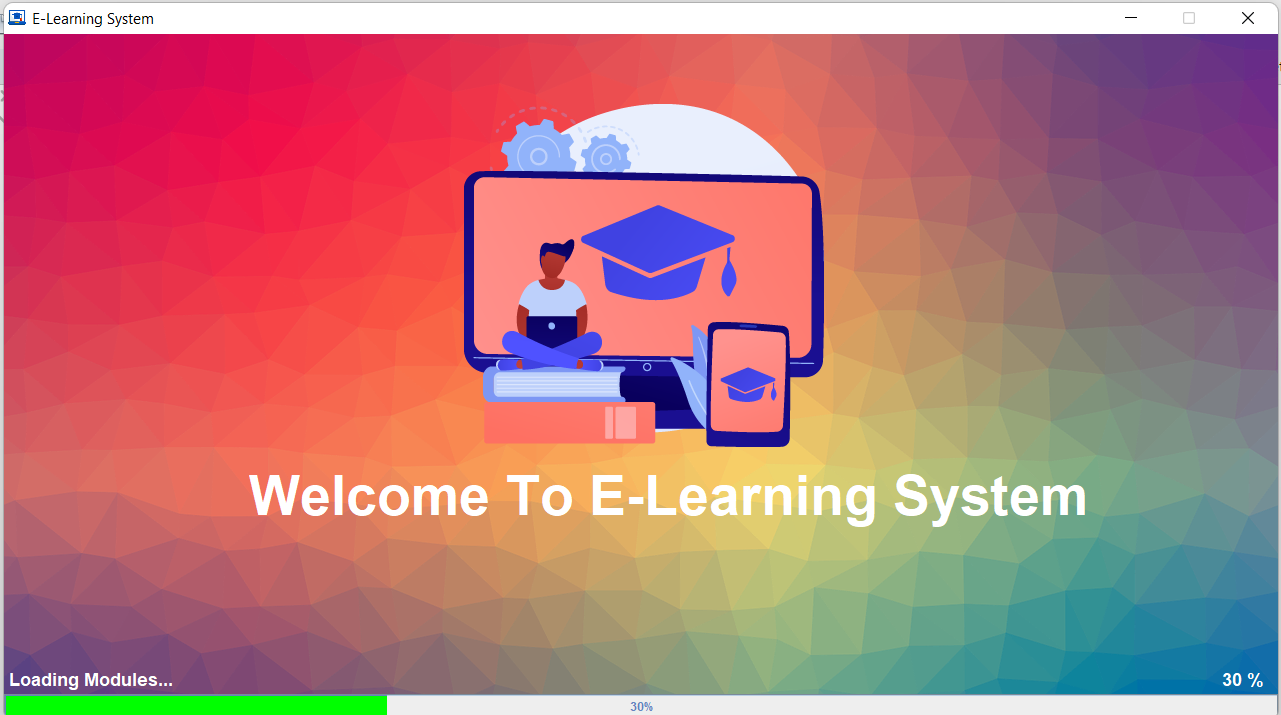 E-Learning System
Welcome To E-Learning System
Loading Modules...
30 %
30%